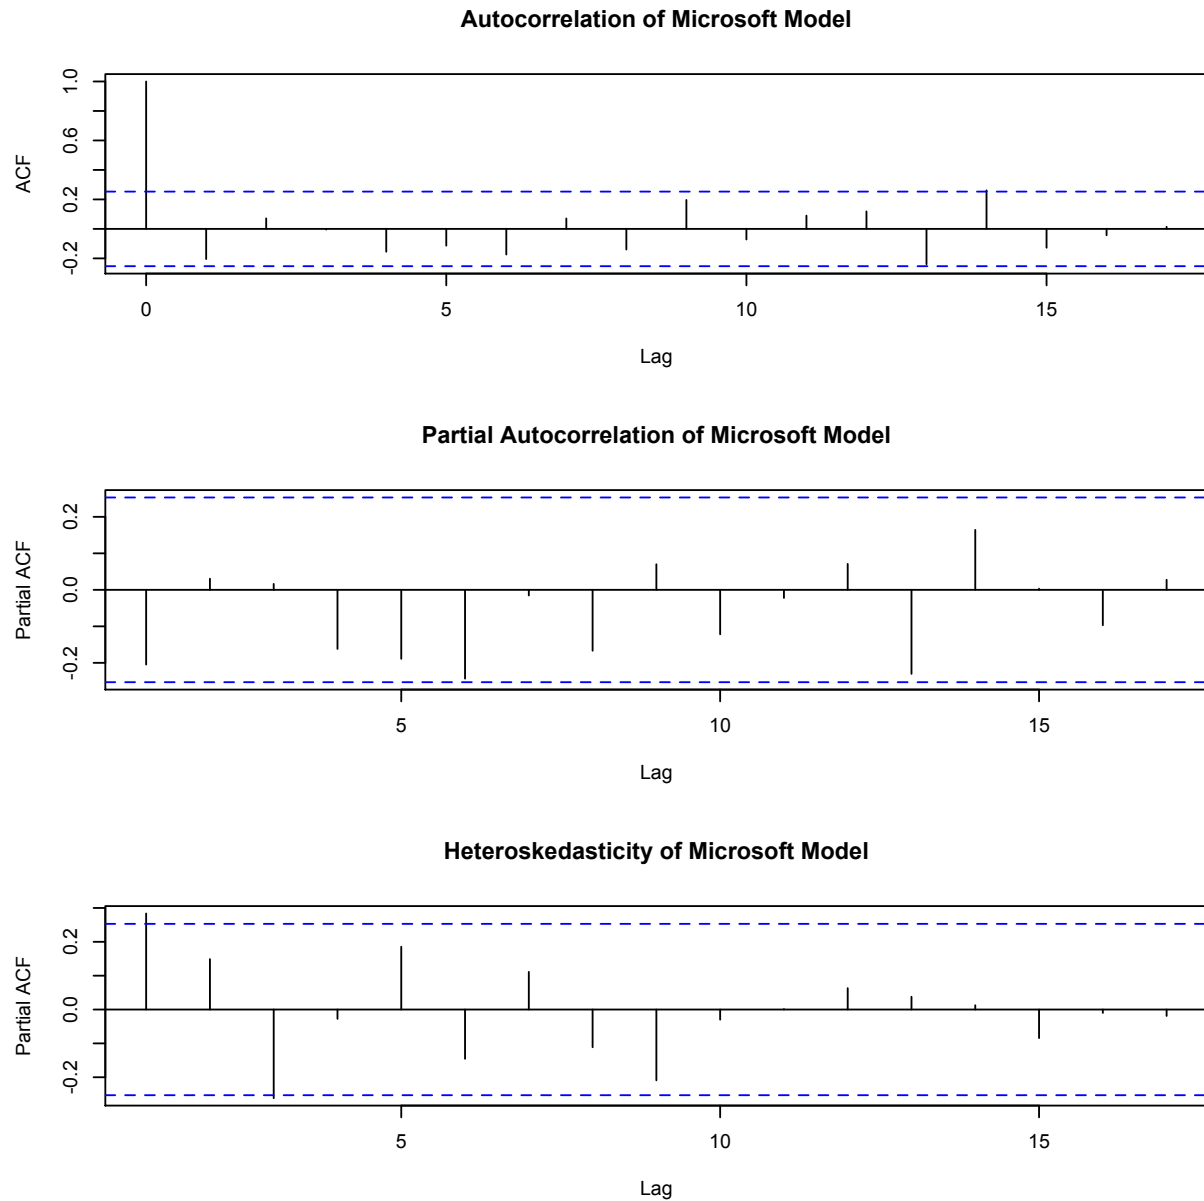 Autocorrelation of Microsoft Model
ACF
1.0
0.6
0.2
-0.2
0 5 10 15
Lag
Partial Autocorrelation of Microsoft Model
Partial ACF
0.2
0.0
-0.2
5 10 15
Lag
Heteroskedasticity of Microsoft Model
Partial ACF
0.2
0.0
-0.2
5 10 15
Lag